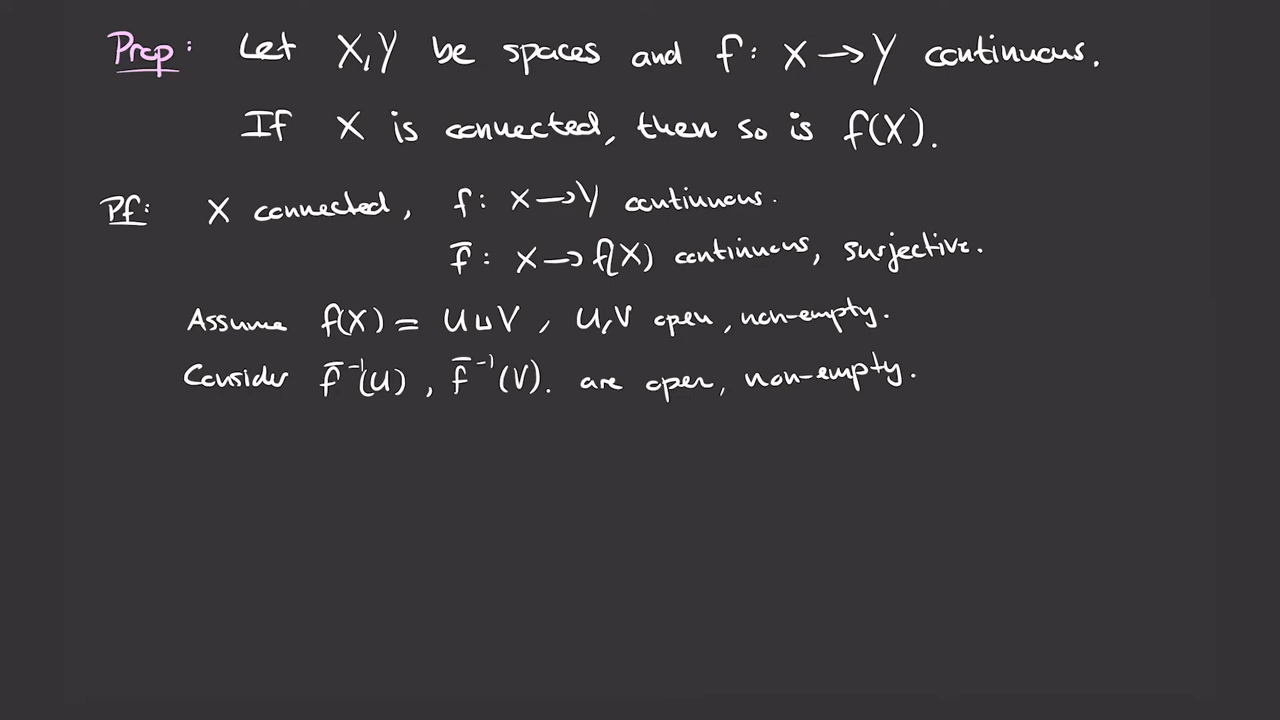 Prop: Let X, Y be spaces and f: X → Y continuous.
If X is connected, then so is f(X).
Pf: X connected, f: X → Y continuous.
f̄: X → f(X) continuous, surjective.
Assume f(X) = U ⊔ V, U, V open, non-empty.
Consider f̄⁻¹(U), f̄⁻¹(V). are open, non-empty.